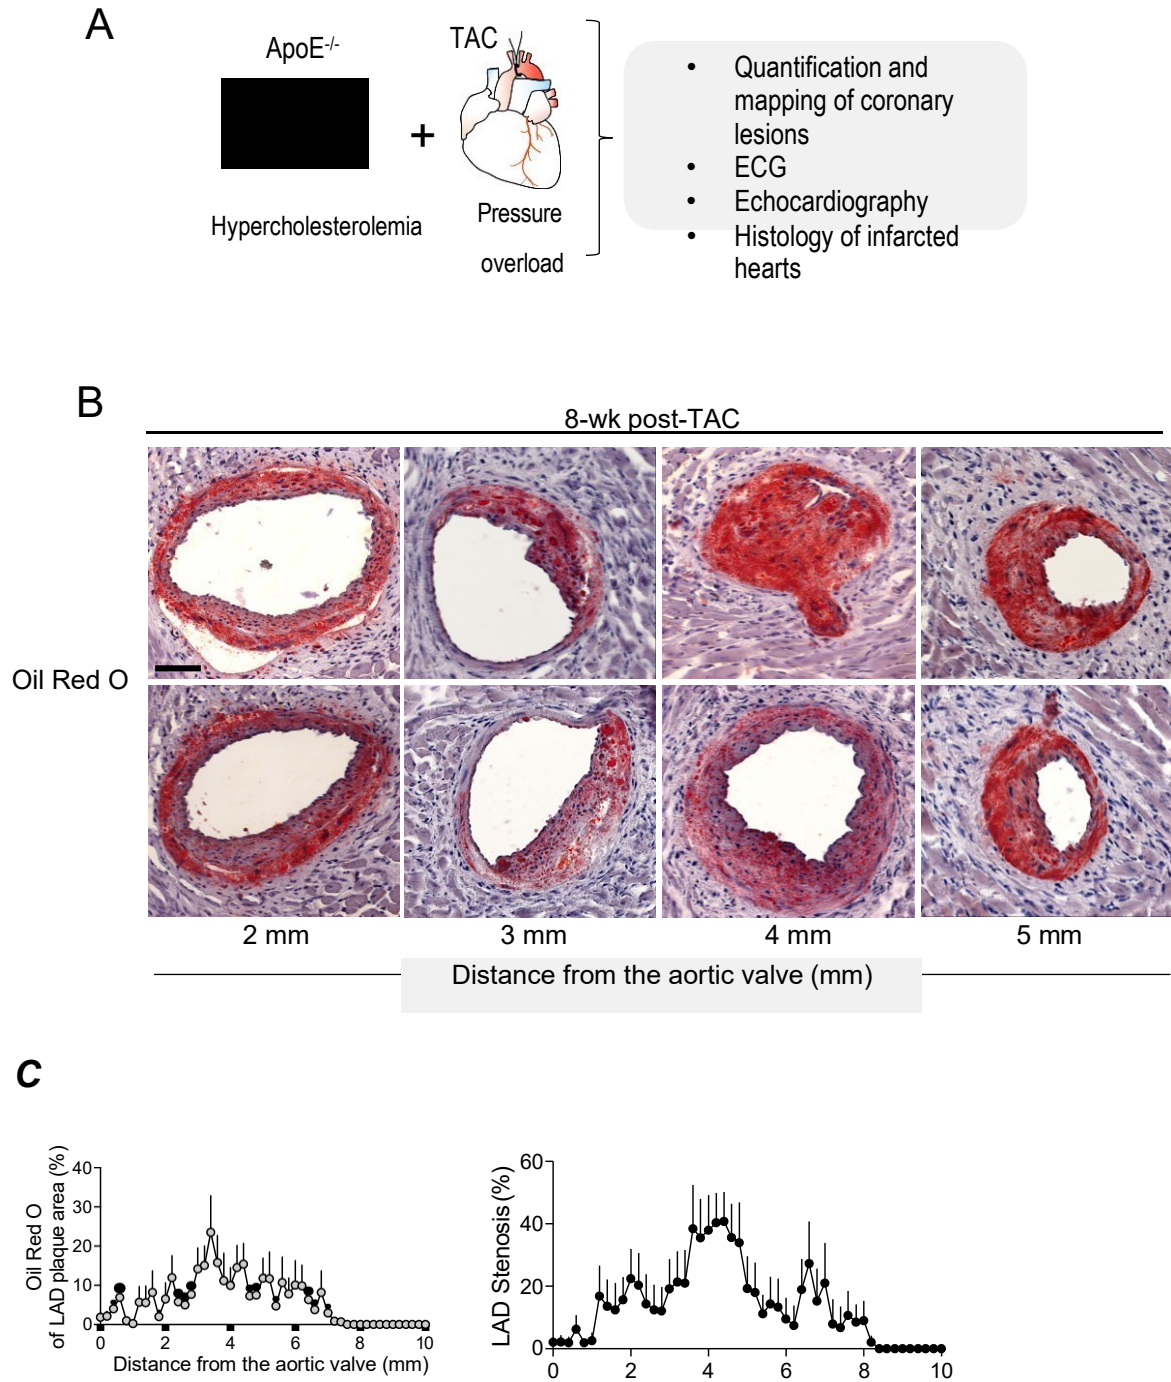 A
ApoE-/-
TAC
+
Hypercholesterolemia
Pressure
overload
• Quantification and
mapping of coronary
lesions
• ECG
• Echocardiography
• Histology of infarcted
hearts
B
8-wk post-TAC
Oil Red O
2 mm
3 mm
4 mm
5 mm
Distance from the aortic valve (mm)
C
Oil Red O
of LAD plaque area (%)
40
30
20
10
0
0 2 4 6 8 10
Distance from the aortic valve (mm)
LAD Stenosis (%)
60
40
20
0
0 2 4 6 8 10